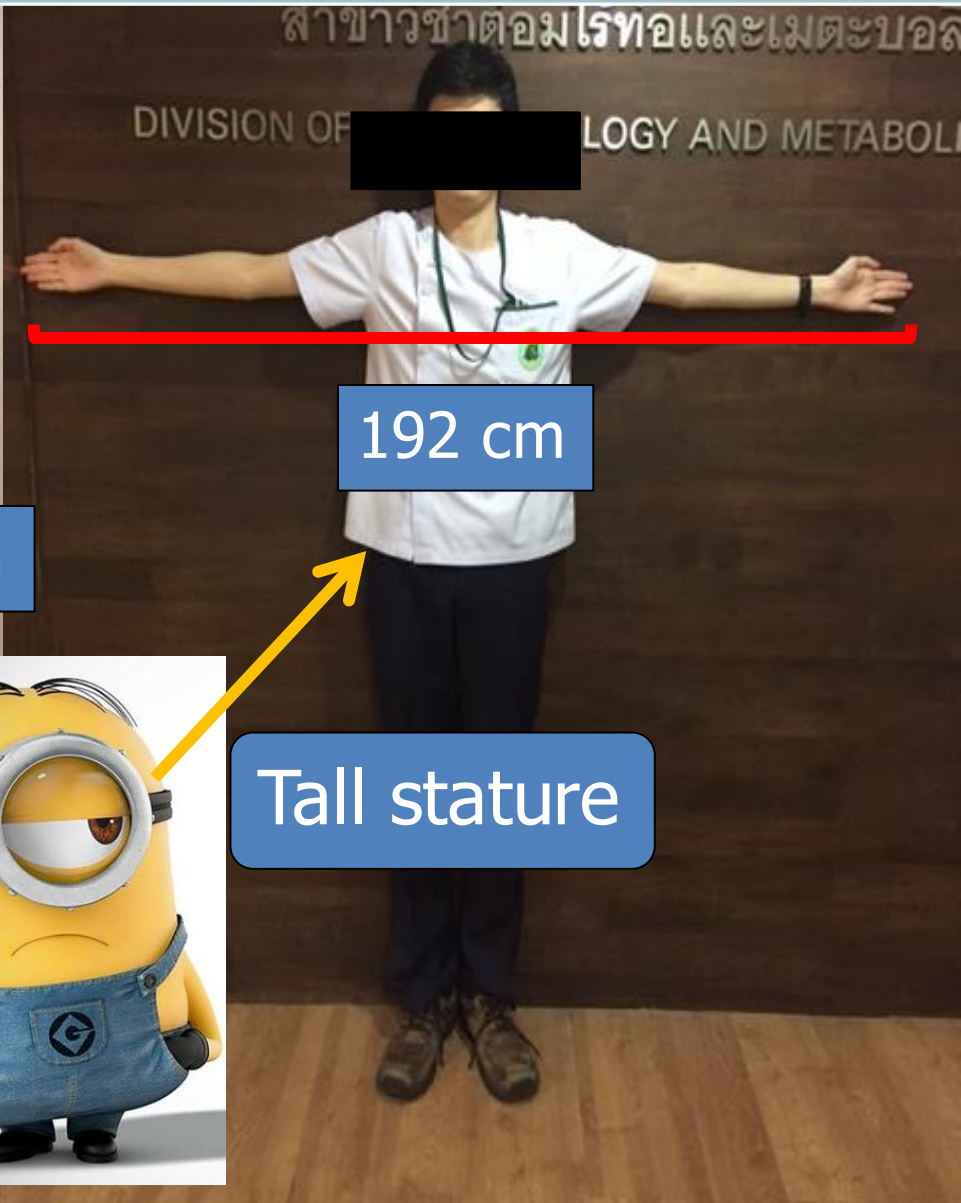 สาขาวิชาต่อมไร้ท่อและเมตะบอล
DIVISION OF LOGY AND METABOLI
192 cm
Tall stature